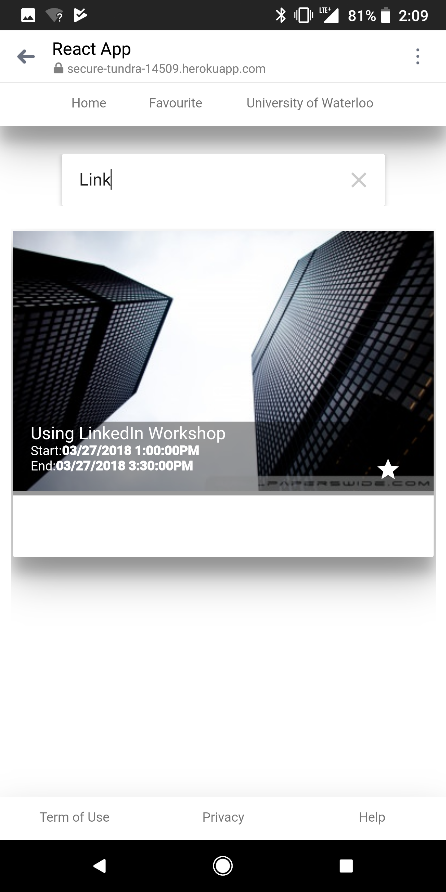 LTE+ 81% 2:09
React App
secure-tundra-14509.herokuapp.com
Home Favourite University of Waterloo
Link
Using LinkedIn Workshop
Start:03/27/2018 1:00:00PM
End:03/27/2018 3:30:00PM
Term of Use Privacy Help